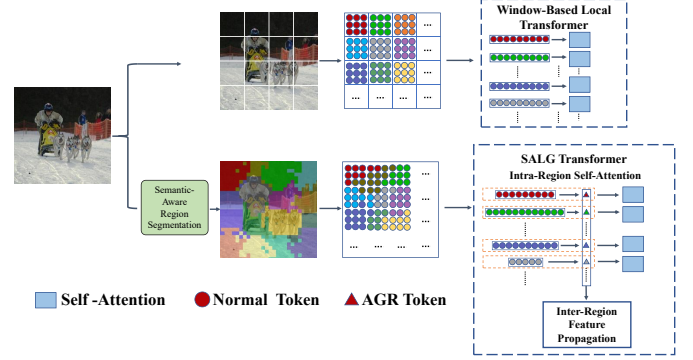 Window-Based Local
Transformer
...
...
...
... ... ... ...
Semantic-
Aware
Region
Segmentation
...
...
...
... ... ... ...
SALG Transformer
Intra-Region Self-Attention
Inter-Region
Feature
Propagation
Self -Attention
Normal Token
AGR Token